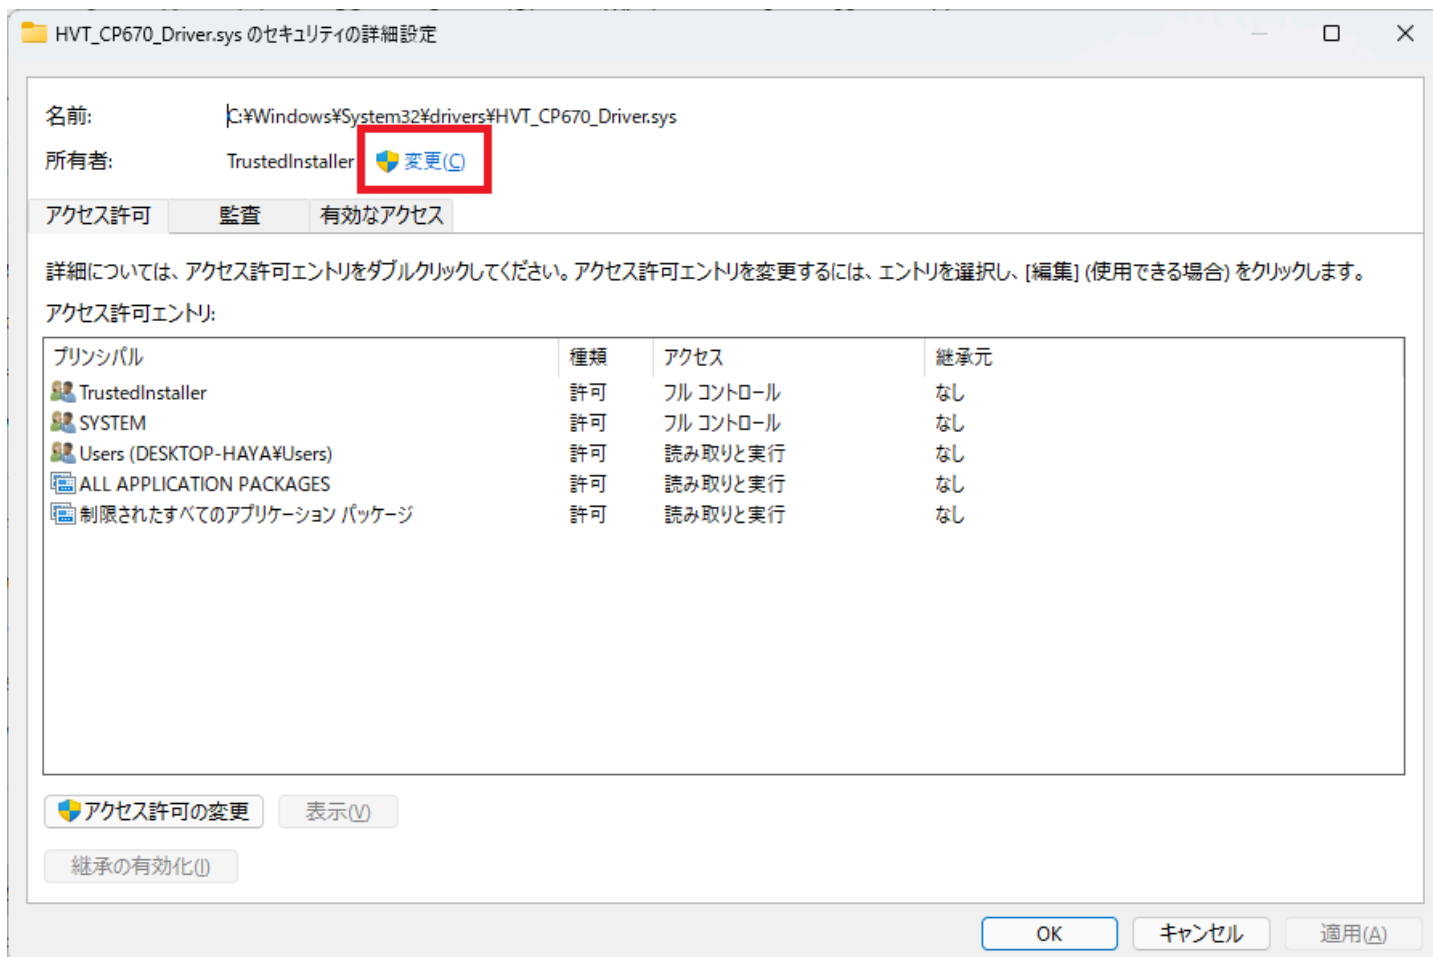 HVT_CP670_Driver.sys のセキュリティの詳細設定
名前: C:¥Windows¥System32¥drivers¥HVT_CP670_Driver.sys
所有者: TrustedInstaller 変更(C)
アクセス許可 監査 有効なアクセス
詳細については、アクセス許可エントリをダブルクリックしてください。アクセス許可エントリを変更するには、エントリを選択し、[編集] (使用できる場合) をクリックします。
アクセス許可エントリ:
プリンシパル 種類 アクセス 継承元
TrustedInstaller 許可 フル コントロール なし
SYSTEM 許可 フル コントロール なし
Users (DESKTOP-HAYA¥Users) 許可 読み取りと実行 なし
ALL APPLICATION PACKAGES 許可 読み取りと実行 なし
制限されたすべてのアプリケーション パッケージ 許可 読み取りと実行 なし
アクセス許可の変更 表示(V)
継承の有効化(I)
OK キャンセル 適用(A)